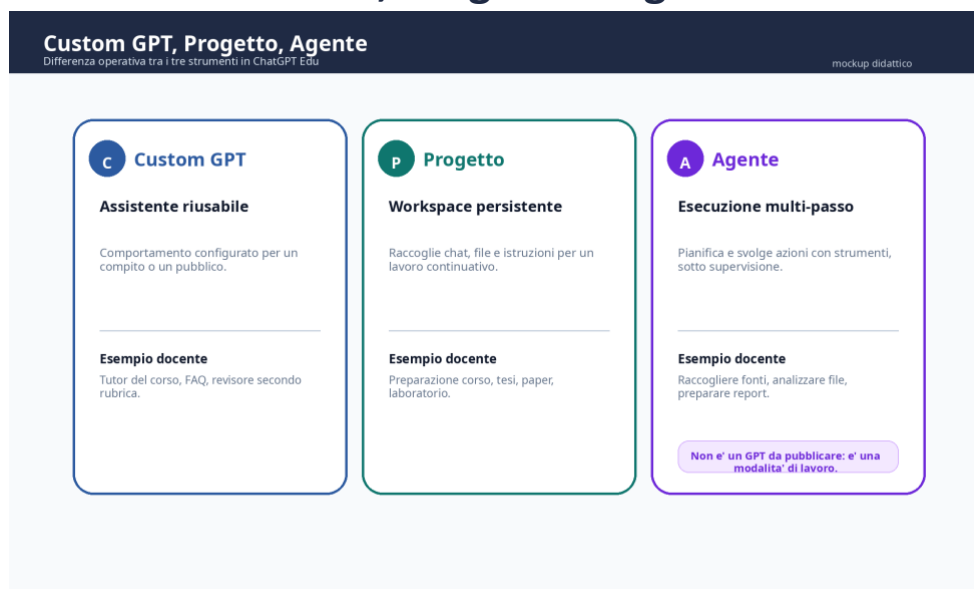 Custom GPT, Progetto, Agente
Differenza operativa tra i tre strumenti in ChatGPT Edu
mockup didattico
C
Custom GPT
Assistente riusabile
Comportamento configurato per un
compito o un pubblico.
Esempio docente
Tutor del corso, FAQ, revisore secondo
rubrica.
P
Progetto
Workspace persistente
Raccoglie chat, file e istruzioni per un
lavoro continuativo.
Esempio docente
Preparazione corso, tesi, paper,
laboratorio.
A
Agente
Esecuzione multi-passo
Pianifica e svolge azioni con strumenti,
sotto supervisione.
Esempio docente
Raccogliere fonti, analizzare file,
preparare report.
Non e' un GPT da pubblicare: e' una
modalita' di lavoro.